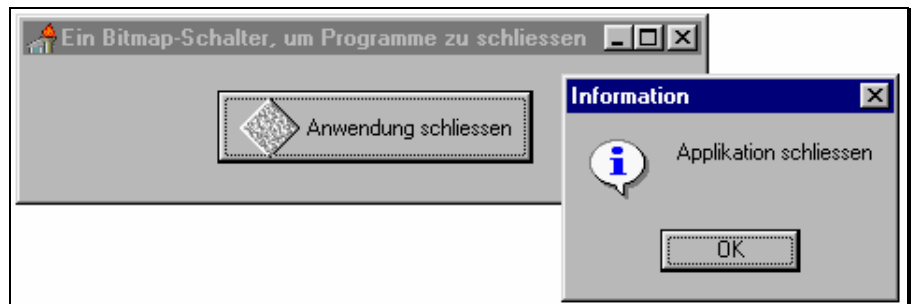 Ein Bitmap-Schalter, um Programme zu schliessen
Anwendung schliessen
Information
Applikation schliessen
OK